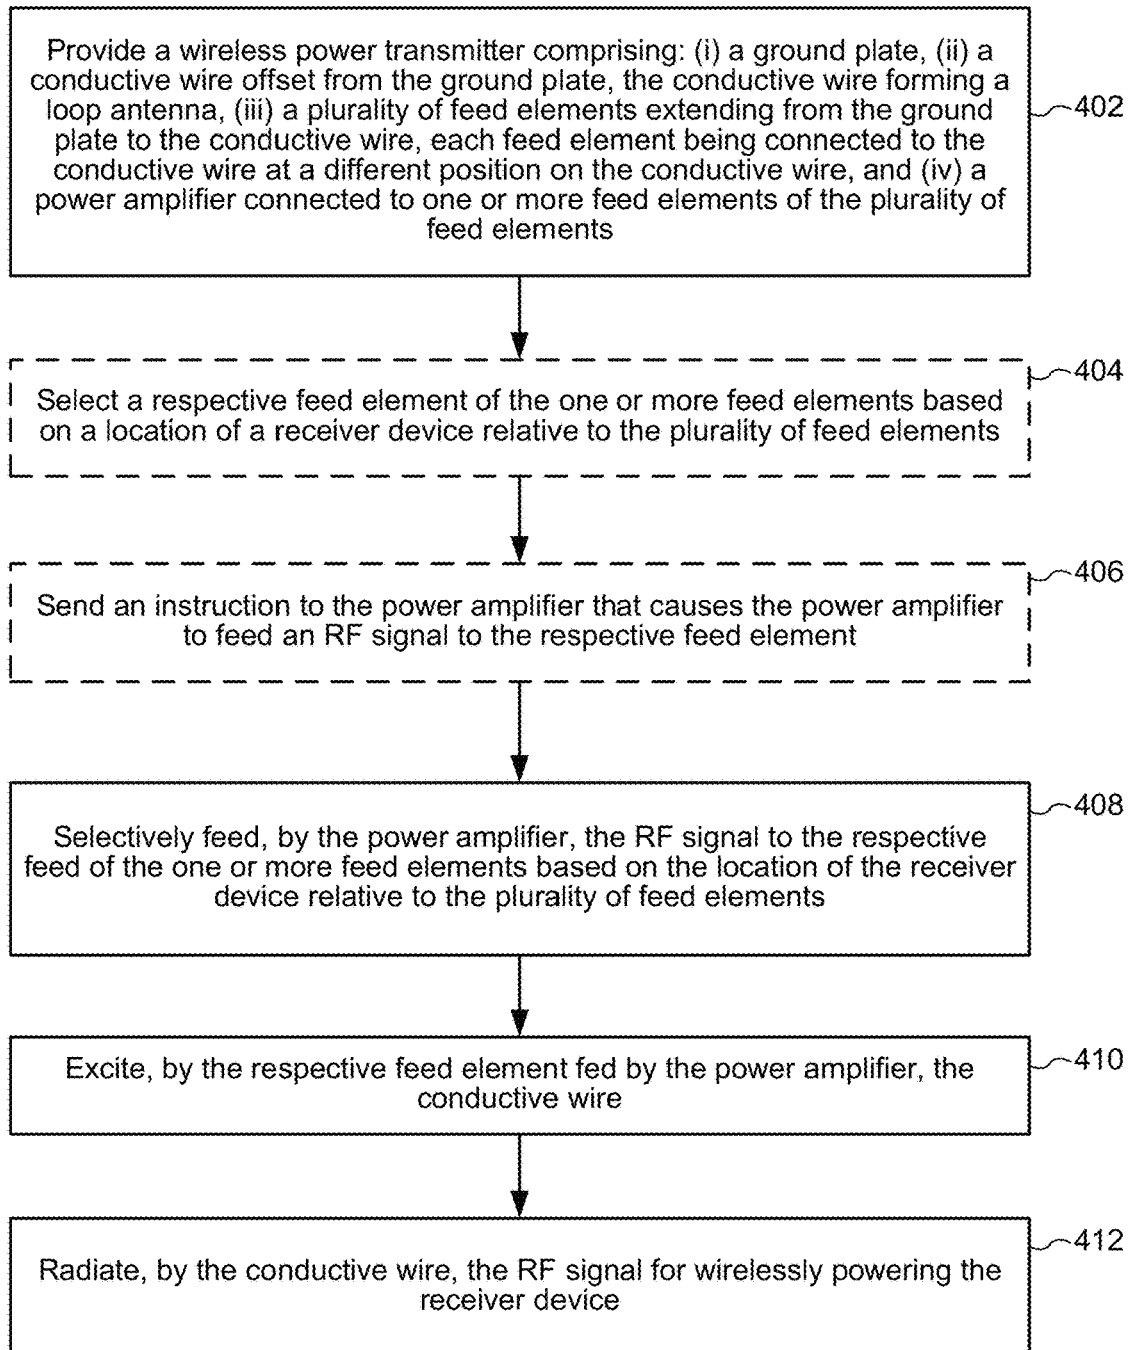 Provide a wireless power transmitter comprising: (i) a ground plate, (ii) a
conductive wire offset from the ground plate, the conductive wire forming a
loop antenna, (iii) a plurality of feed elements extending from the ground
plate to the conductive wire, each feed element being connected to the
conductive wire at a different position on the conductive wire, and (iv) a
power amplifier connected to one or more feed elements of the plurality of
feed elements
402
Select a respective feed element of the one or more feed elements based
on a location of a receiver device relative to the plurality of feed elements
404
Send an instruction to the power amplifier that causes the power amplifier
to feed an RF signal to the respective feed element
406
Selectively feed, by the power amplifier, the RF signal to the respective
feed of the one or more feed elements based on the location of the receiver
device relative to the plurality of feed elements
408
Excite, by the respective feed element fed by the power amplifier, the
conductive wire
410
Radiate, by the conductive wire, the RF signal for wirelessly powering the
receiver device
412